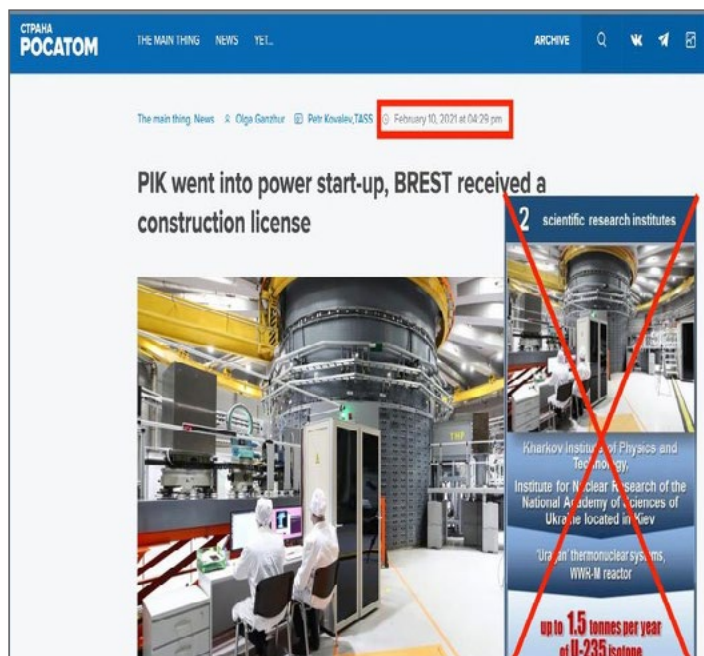 СТРАНА
РОСАТОМ
THE MAIN THING NEWS YET...
ARCHIVE
The main thing, News Olga Ganzhur Petr Kovalev,TASS February 10, 2021 at 04:29 pm
PIK went into power start-up, BREST received a
construction license
2 scientific research institutes
Kharkov Institute of Physics and
Technology,
Institute for Nuclear Research of the
National Academy of Sciences of
Ukraine located in Kiev
'Uragan' thermonuclear systems,
WWR-M reactor
up to 1.5 tonnes per year
of U-235 isotope